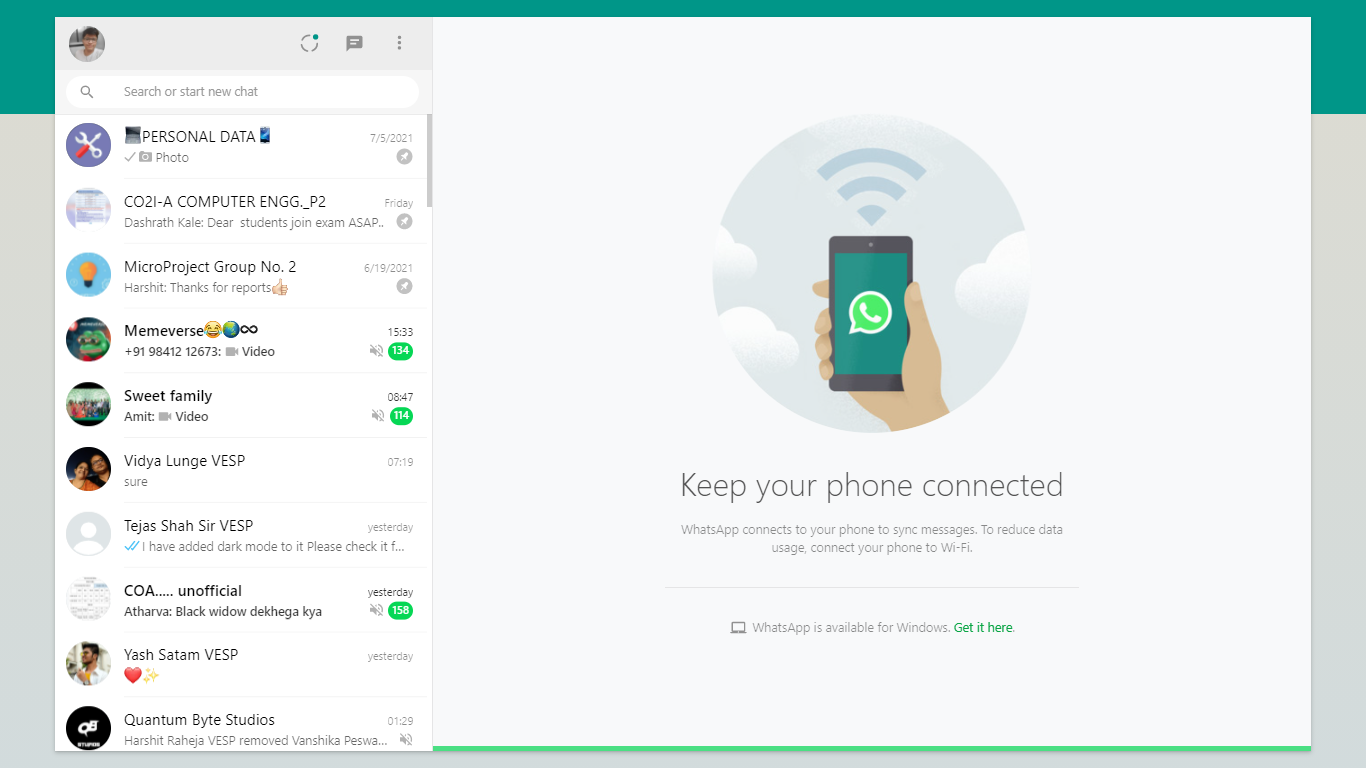 Search or start new chat
PERSONAL DATA
7/5/2021
Photo
CO2I-A COMPUTER ENGG._P2
Friday
Dashrath Kale: Dear students join exam ASAP..
MicroProject Group No. 2
6/19/2021
Harshit: Thanks for reports👍🏻
Memeverse😂🌏∞
15:33
+91 98412 12673: Video
134
Sweet family
08:47
Amit: Video
114
Vidya Lunge VESP
07:19
sure
Tejas Shah Sir VESP
yesterday
I have added dark mode to it Please check it f...
COA..... unofficial
yesterday
Atharva: Black widow dekhega kya
158
Yash Satam VESP
yesterday
❤️✨
Quantum Byte Studios
01:29
Harshit Raheja VESP removed Vanshika Peswa...
Keep your phone connected
WhatsApp connects to your phone to sync messages. To reduce data
usage, connect your phone to Wi-Fi.
WhatsApp is available for Windows. Get it here.